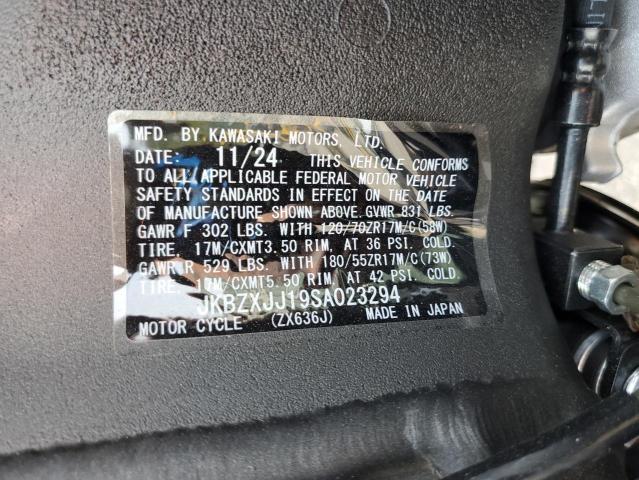 MFD. BY KAWASAKI MOTORS, LTD.
DATE: 11/24 THIS VEHICLE CONFORMS
TO ALL APPLICABLE FEDERAL MOTOR VEHICLE
SAFETY STANDARDS IN EFFECT ON THE DATE
OF MANUFACTURE SHOWN ABOVE. GVWR 831 LBS.
GAWR F 302 LBS. WITH 120/70ZR17M/C(58W)
TIRE, 17M/CXMT3.50 RIM, AT 36 PSI. COLD.
GAWR R 529 LBS. WITH 180/55ZR17M/C(73W)
TIRE, 17M/CXMT5.50 RIM, AT 42 PSI. COLD.
JKBZXJJ19SA023294
MOTOR CYCLE (ZX636J) MADE IN JAPAN